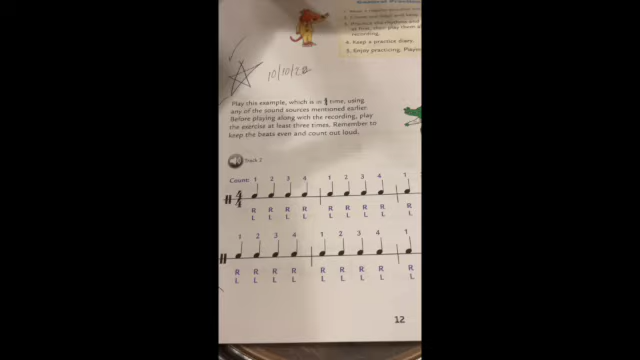 4. Keep a practice diary.
5. Enjoy practicing.
10/10/20
Play this example, which is in 4/4 time, using
any of the sound sources mentioned earlier.
Before playing along with the recording, play
the exercise at least three times. Remember to
keep the beats even and count out loud.
Track 2
Count: 1 2 3 4 1 2 3 4 1
R R R R R R R R R
L L L L L L L L L
1 2 3 4 1 2 3 4 1
R R R R R R R R R
L L L L L L L L L
12